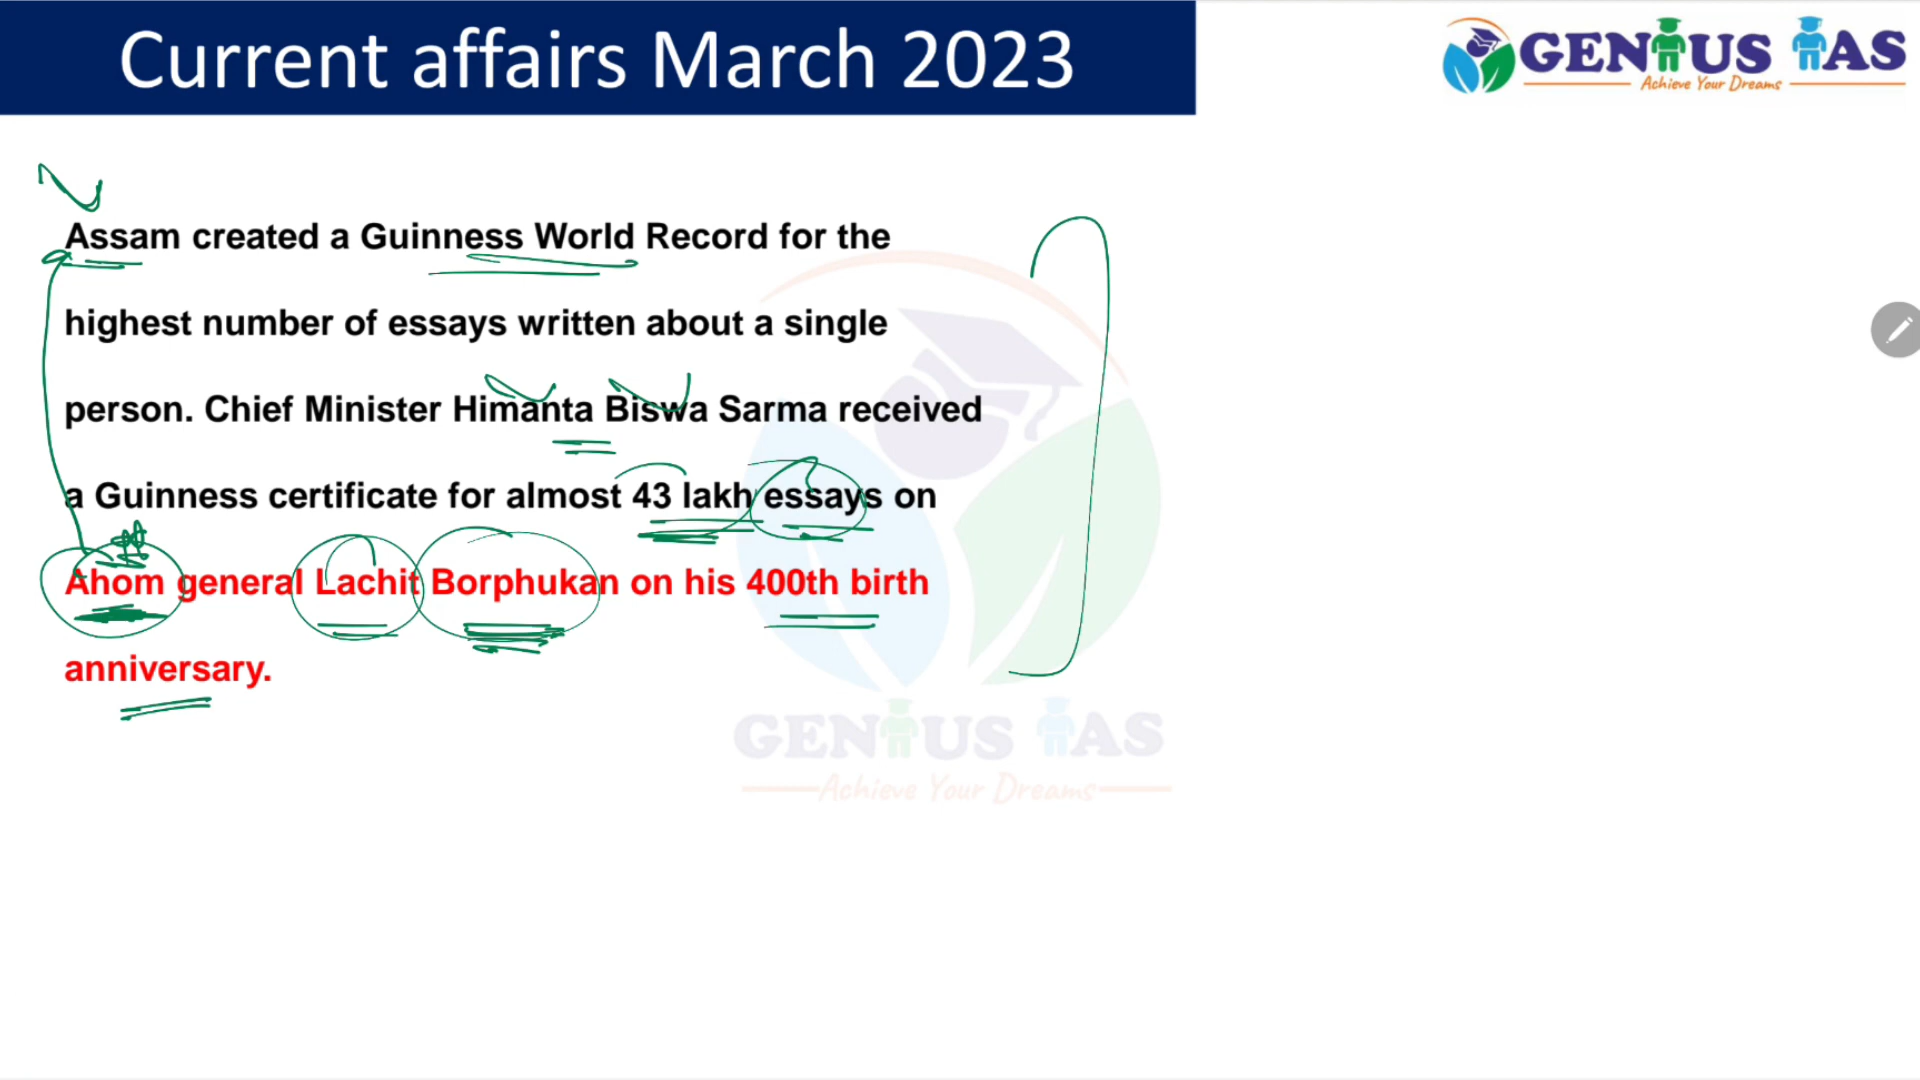 Current affairs March 2023
GENIUS IAS
Achieve Your Dreams
Assam created a Guinness World Record for the
highest number of essays written about a single
person. Chief Minister Himanta Biswa Sarma received
a Guinness certificate for almost 43 lakh essays on
Ahom general Lachit Borphukan on his 400th birth
anniversary.
GENIUS IAS
Achieve Your Dreams